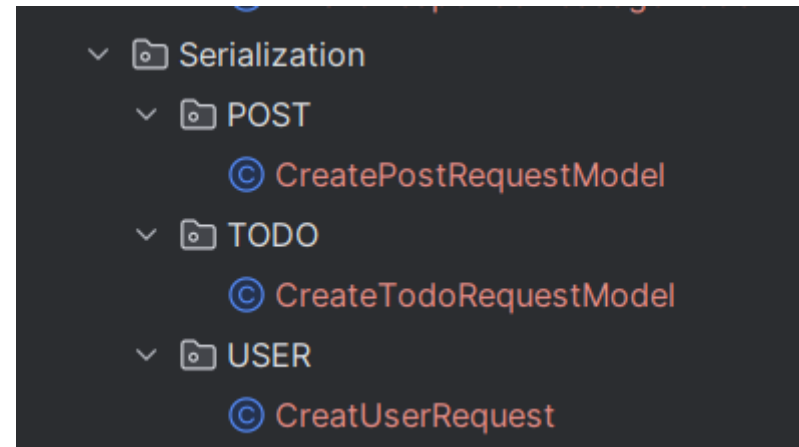 Serialization
POST
CreatePostRequestModel
TODO
CreateTodoRequestModel
USER
CreatUserRequest